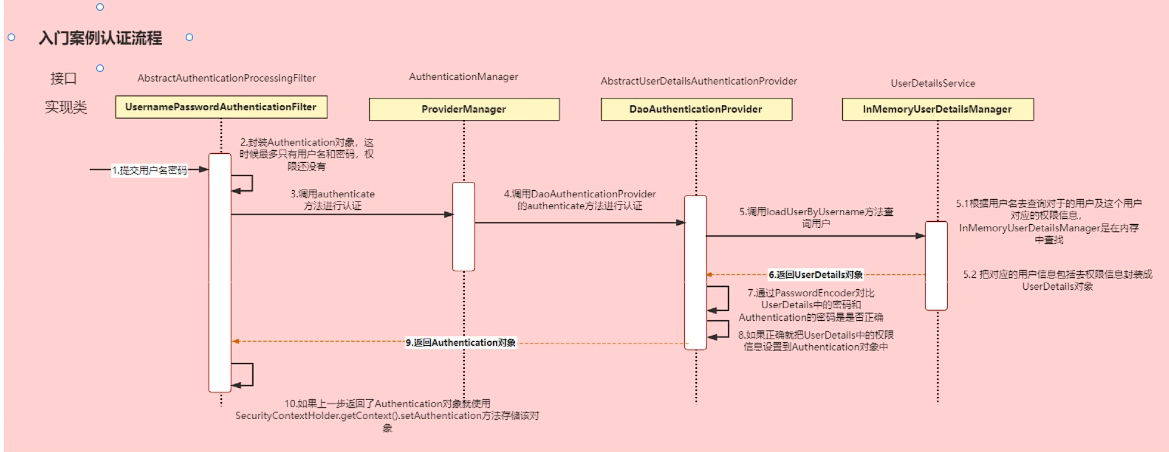 入门案例认证流程
接口
AbstractAuthenticationProcessingFilter
AuthenticationManager
AbstractUserDetailsAuthenticationProvider
UserDetailsService
实现类
UsernamePasswordAuthenticationFilter
ProviderManager
DaoAuthenticationProvider
InMemoryUserDetailsManager
1.提交用户名密码
2.封装Authentication对象，这
时候最多只有用户名和密码，权
限还没有
3.调用authenticate
方法进行认证
4.调用DaoAuthenticationProvider
的authenticate方法进行认证
5.调用loadUserByUsername方法查
询用户
5.1根据用户名去查询对于的用户及这个用户
对应的权限信息，
InMemoryUserDetailsManager是在内存
中查找
5.2 把对应的用户信息包括去权限信息封装成
UserDetails对象
6.返回UserDetails对象
7.通过PasswordEncoder对比
UserDetails中的密码和
Authentication的密码是是否正确
8.如果正确就把UserDetails中的权限
信息设置到Authentication对象中
9.返回Authentication对象
10.如果上一步返回了Authentication对象就使用
SecurityContextHolder.getContext().setAuthentication方法存储该对
象